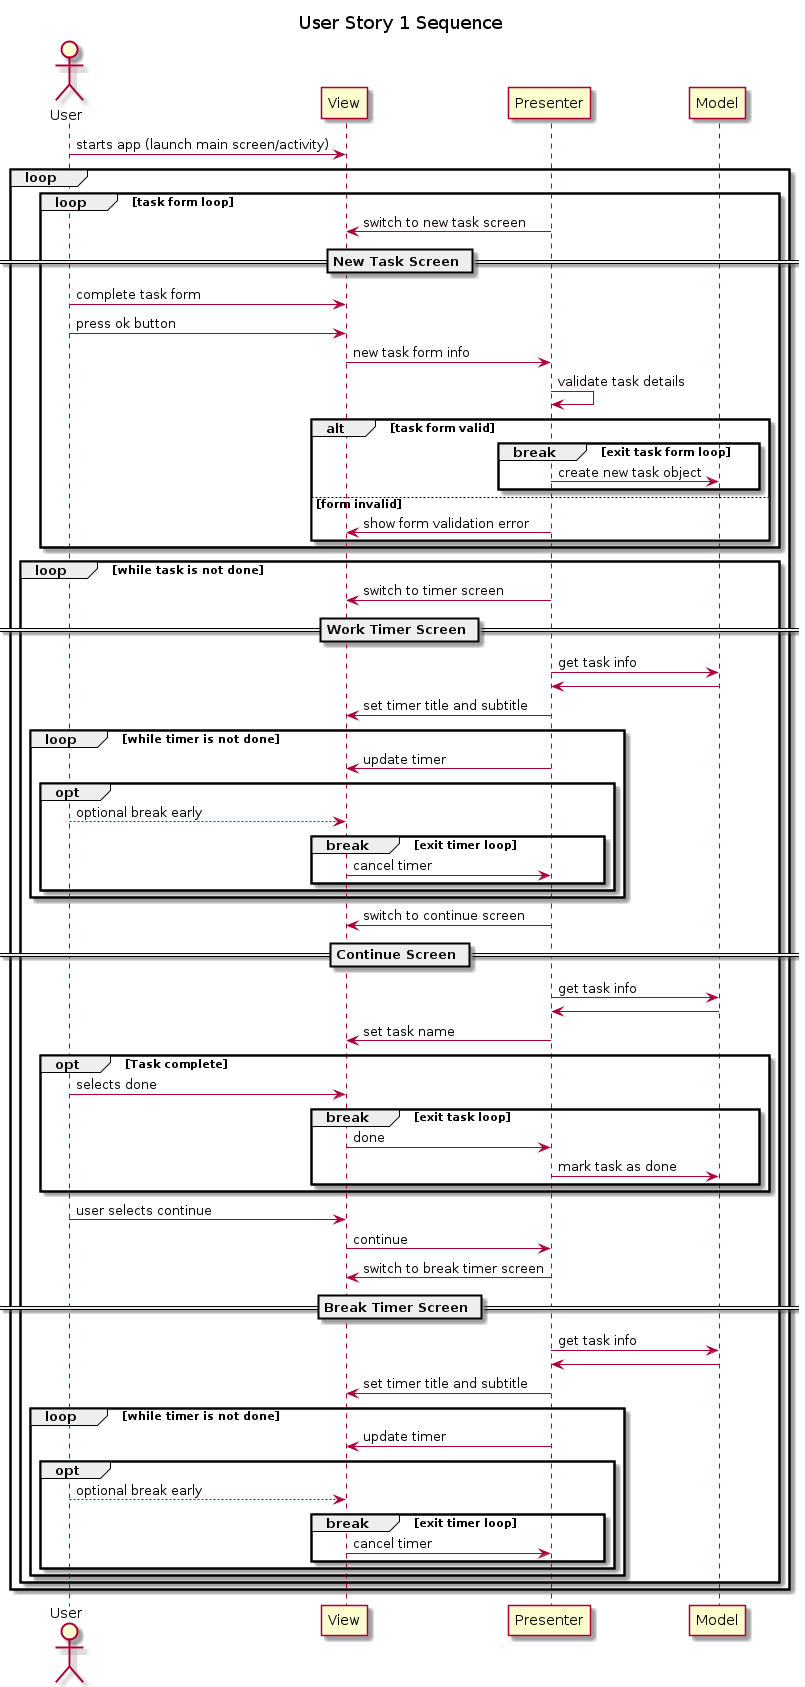 User Story 1 Sequence
User
View
Presenter
Model
starts app (launch main screen/activity)
loop
loop [task form loop]
switch to new task screen
New Task Screen
complete task form
press ok button
new task form info
validate task details
alt [task form valid]
break [exit task form loop]
create new task object
[form invalid]
show form validation error
loop [while task is not done]
switch to timer screen
Work Timer Screen
get task info
set timer title and subtitle
loop [while timer is not done]
update timer
opt
optional break early
break [exit timer loop]
cancel timer
switch to continue screen
Continue Screen
get task info
set task name
opt [Task complete]
selects done
break [exit task loop]
done
mark task as done
user selects continue
continue
switch to break timer screen
Break Timer Screen
get task info
set timer title and subtitle
loop [while timer is not done]
update timer
opt
optional break early
break [exit timer loop]
cancel timer
User
View
Presenter
Model